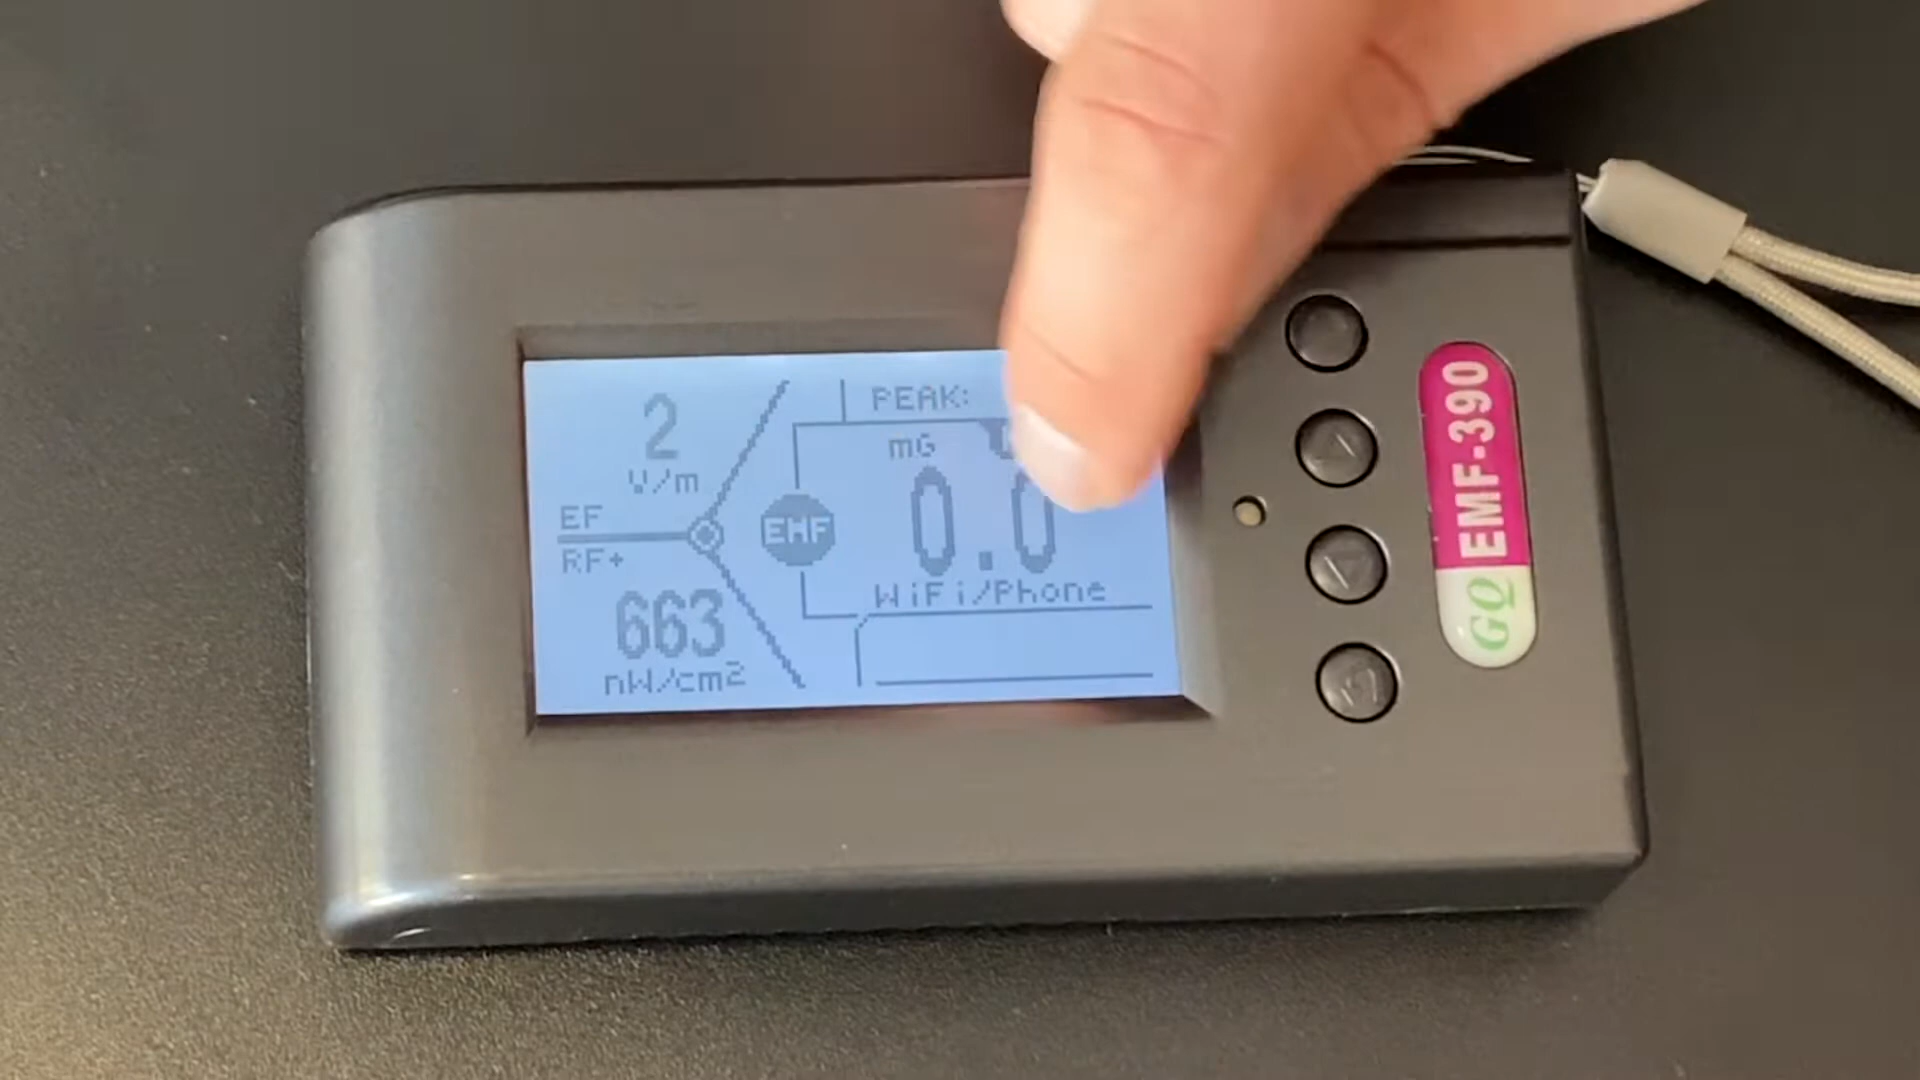 2
V/m
EF
RF+
663
nW/cm2
PEAK:
mG
EMF
0.0
WiFi/Phone
GQ EMF-390